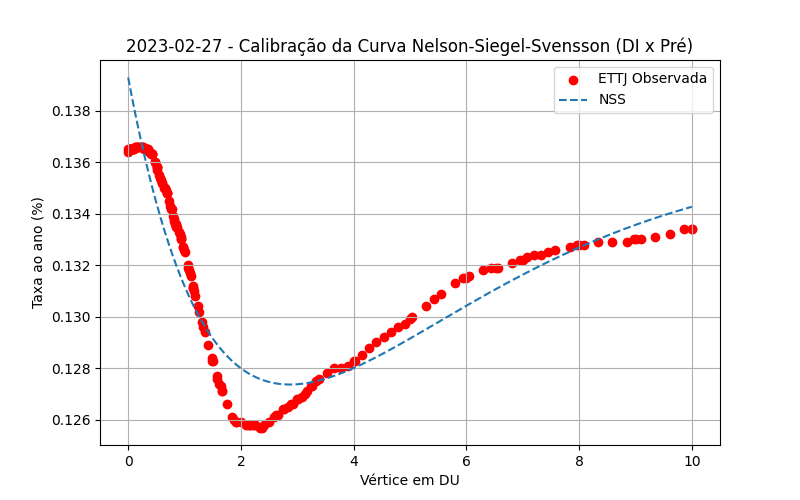 2023-02-27 - Calibração da Curva Nelson-Siegel-Svensson (DI x Pré)
ETTJ Observada
NSS
Taxa ao ano (%)
0.138
0.136
0.134
0.132
0.130
0.128
0.126
0
2
4
6
8
10
Vértice em DU